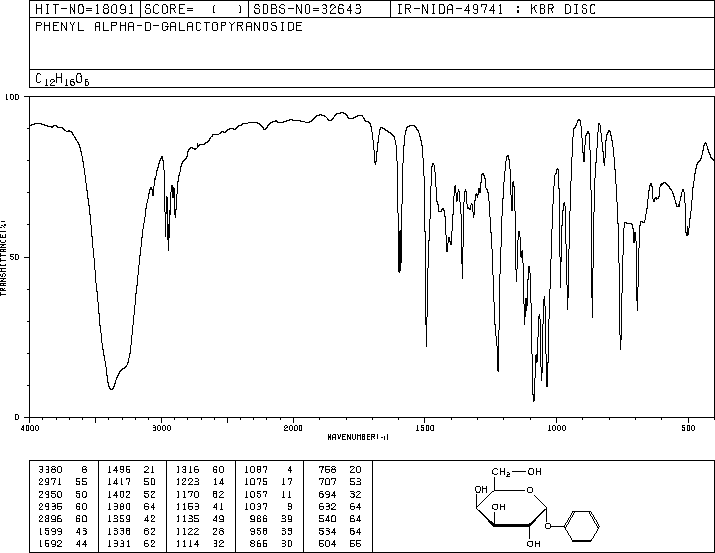 HIT-NO=18091 SCORE= ( ) SDBS-NO=32643 IR-NIDA-49741 : KBR DISC
PHENYL ALPHA-D-GALACTOPYRANOSIDE
C12H16O6
100
50
0
TRANSMITTANCE(%)
4000 3000 2000 1500 1000 500
WAVENUMBER(-1)
3380 8 1496 21 1316 60 1087 4 758 20
2971 55 1417 50 1223 14 1075 17 707 53
2950 50 1402 52 1170 62 1057 11 694 32
2935 60 1380 64 1153 41 1037 9 632 64
2896 60 1359 42 1135 49 986 39 540 64
1599 43 1338 62 1122 28 958 39 534 64
1592 44 1331 62 1114 32 866 30 504 55
CH2—OH
OH
O
OH
O
OH